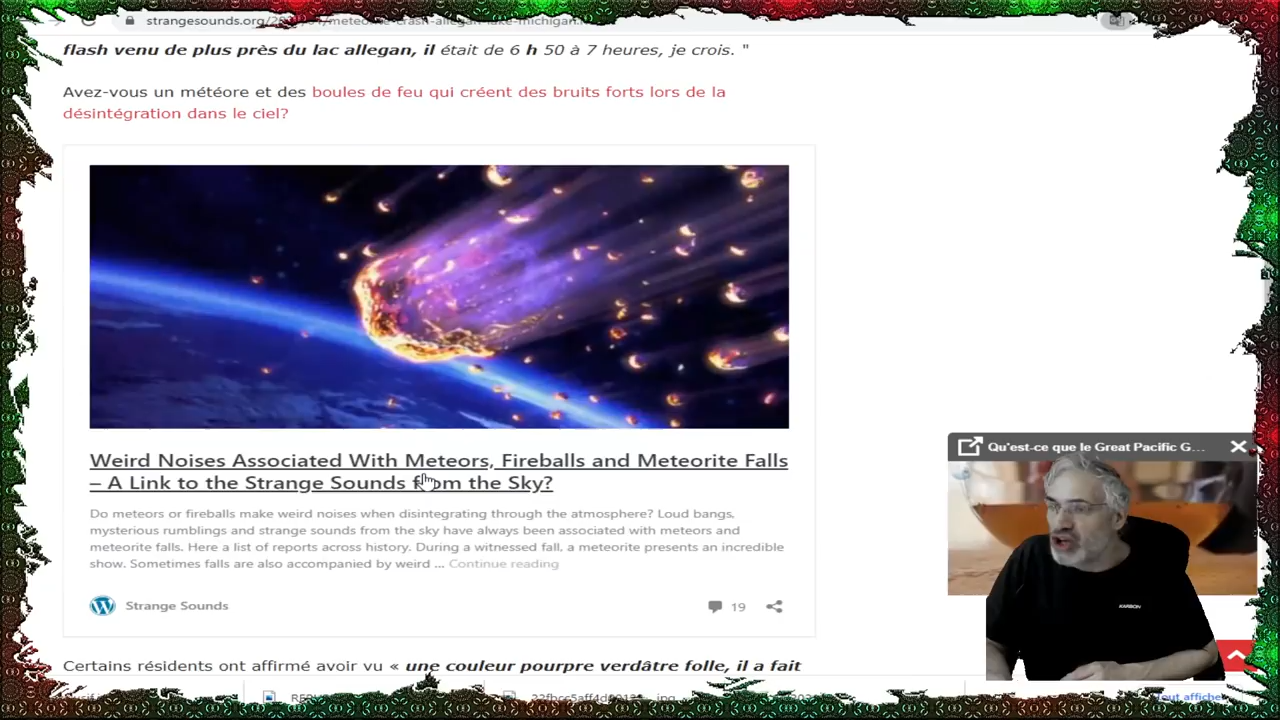 strangesounds.org/
flash venu de plus près du lac allegan, il était de 6 h 50 à 7 heures, je crois. "
Avez-vous un météore et des boules de feu qui créent des bruits forts lors de la
désintégration dans le ciel?
Weird Noises Associated With Meteors, Fireballs and Meteorite Falls
– A Link to the Strange Sounds from the Sky?
Do meteors or fireballs make weird noises when disintegrating through the atmosphere? Loud bangs,
mysterious rumblings and strange sounds from the sky have always been associated with meteors and
meteorite falls. Here a list of reports across history. During a witnessed fall, a meteorite presents an incredible
show. Sometimes falls are also accompanied by weird ... Continue reading
Strange Sounds
19
Qu'est-ce que le Great Pacific G...
KARBON
Certains résidents ont affirmé avoir vu « une couleur pourpre verdâtre folle, il a fait